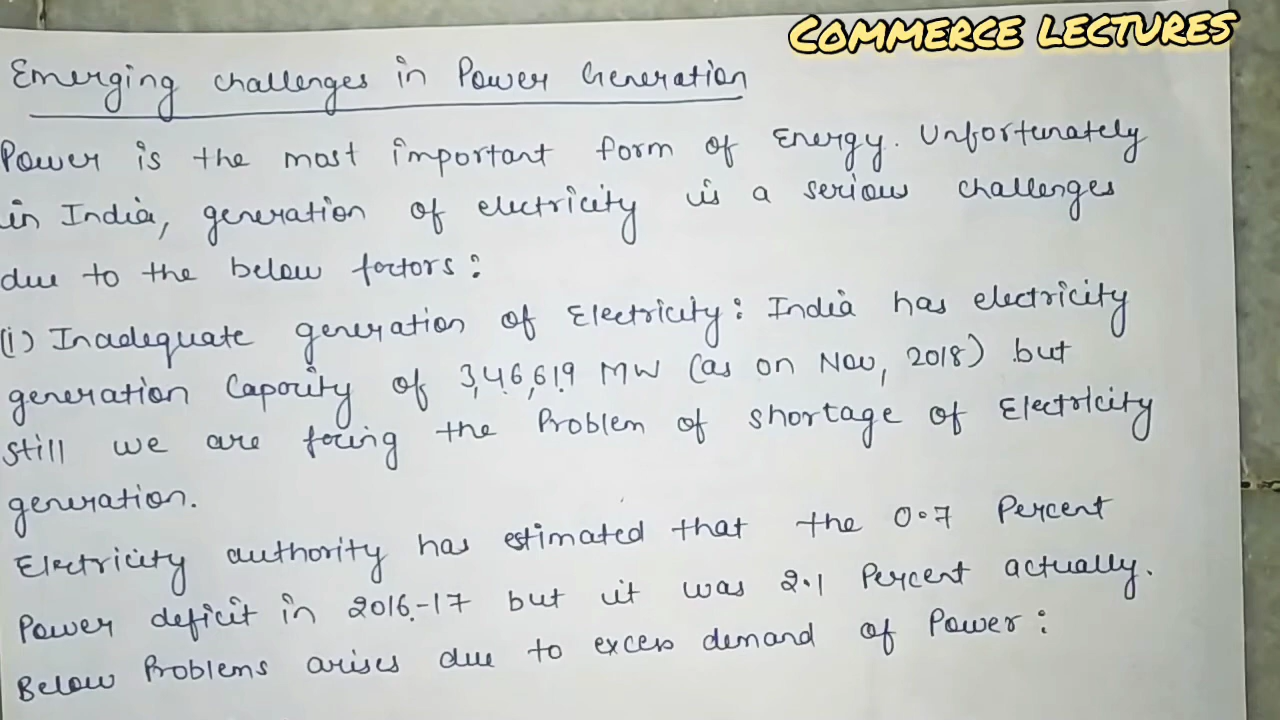 COMMERCE LECTURES
Emerging challenges in Power Generation
Power is the most important form of Energy. Unfortunately
in India, generation of electricity is a serious challenges
due to the below factors:
(i) Inadequate generation of Electricity: India has electricity
generation Capacity of 3,46,619 MW (as on Nov, 2018) but
still we are facing the Problem of shortage of Electricity
generation.
Electricity authority has estimated that the 0.7 Percent
Power deficit in 2016-17 but it was 2.1 Percent actually.
Below Problems arises due to excess demand of Power: